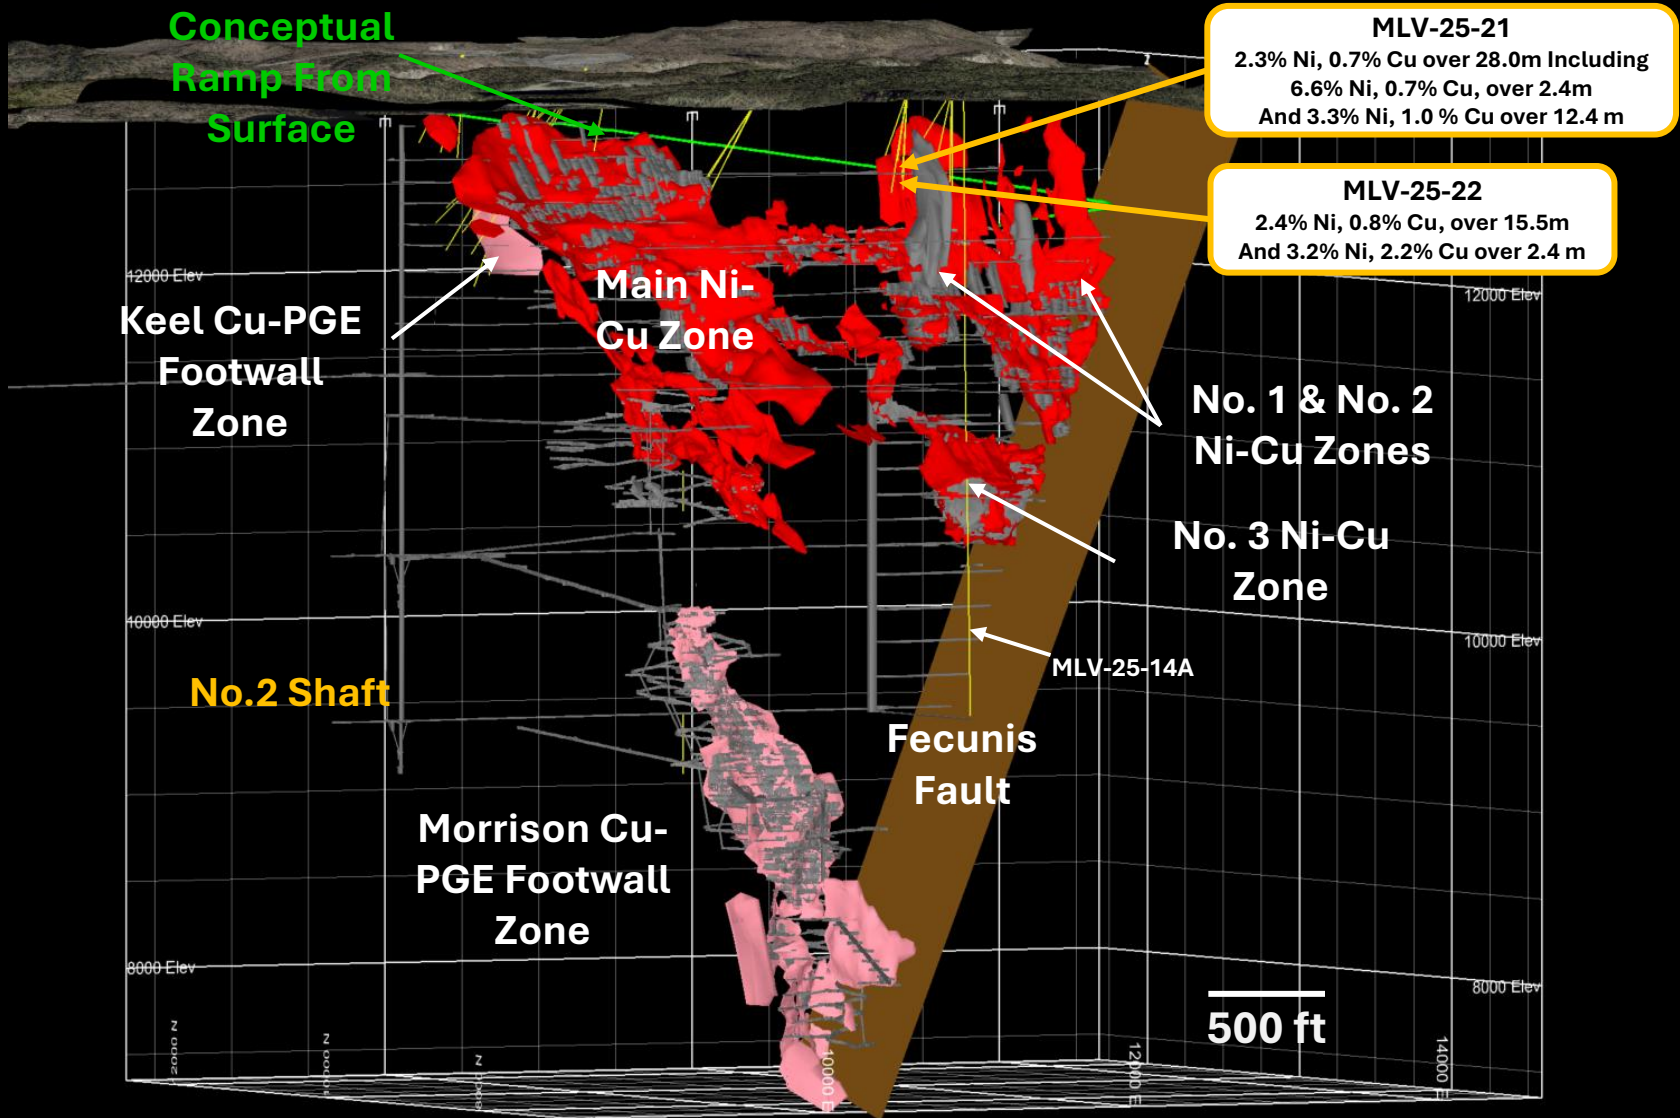 Conceptual
Ramp From
Surface
MLV-25-21
2.3% Ni, 0.7% Cu over 28.0m Including
6.6% Ni, 0.7% Cu, over 2.4m
And 3.3% Ni, 1.0 % Cu over 12.4 m
MLV-25-22
2.4% Ni, 0.8% Cu, over 15.5m
And 3.2% Ni, 2.2% Cu over 2.4 m
12000 Elev
12000 Elev
Keel Cu-PGE
Footwall
Zone
Main Ni-
Cu Zone
No. 1 & No. 2
Ni-Cu Zones
No. 3 Ni-Cu
Zone
10000 Elev
10000 Elev
MLV-25-14A
No.2 Shaft
Fecunis
Fault
Morrison Cu-
PGE Footwall
Zone
8000 Elev
8000 Elev
500 ft
12000 N
10000 E
12000 E
14000 E